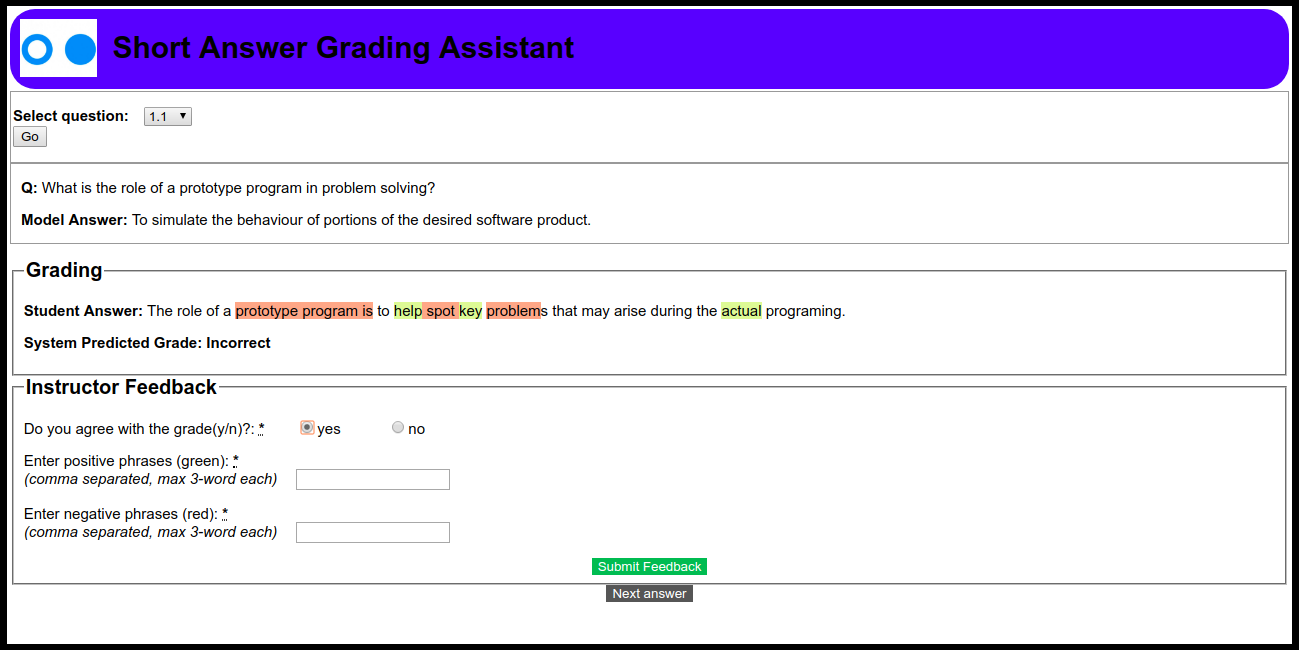 Short Answer Grading Assistant
Select question: 1.1
Go
Q: What is the role of a prototype program in problem solving?
Model Answer: To simulate the behaviour of portions of the desired software product.
Grading
Student Answer: The role of a prototype program is to help spot key problems that may arise during the actual programing.
System Predicted Grade: Incorrect
Instructor Feedback
Do you agree with the grade(y/n)?: * yes no
Enter positive phrases (green): *
(comma separated, max 3-word each)
Enter negative phrases (red): *
(comma separated, max 3-word each)
Submit Feedback
Next answer